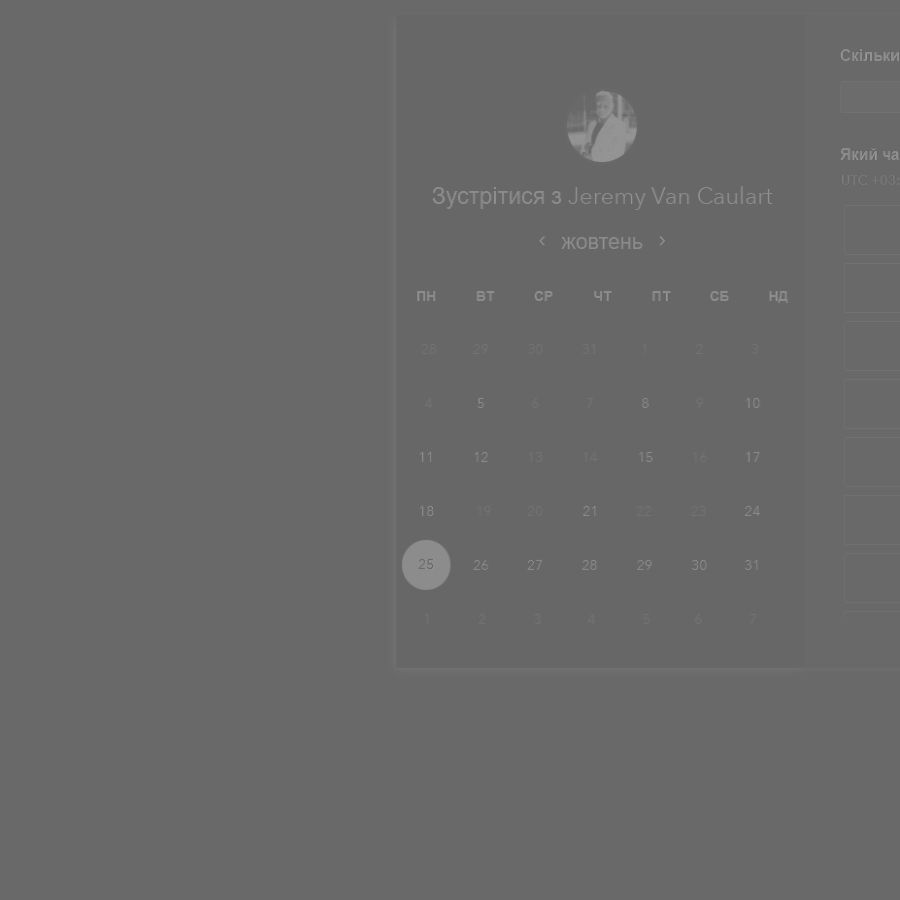 Скільки
Який ча
UTC +03:
Зустрітися з Jeremy Van Caulart
жовтень
ПН ВТ СР ЧТ ПТ СБ НД
28 29 30 31 1 2 3
4 5 6 7 8 9 10
11 12 13 14 15 16 17
18 19 20 21 22 23 24
25 26 27 28 29 30 31
1 2 3 4 5 6 7